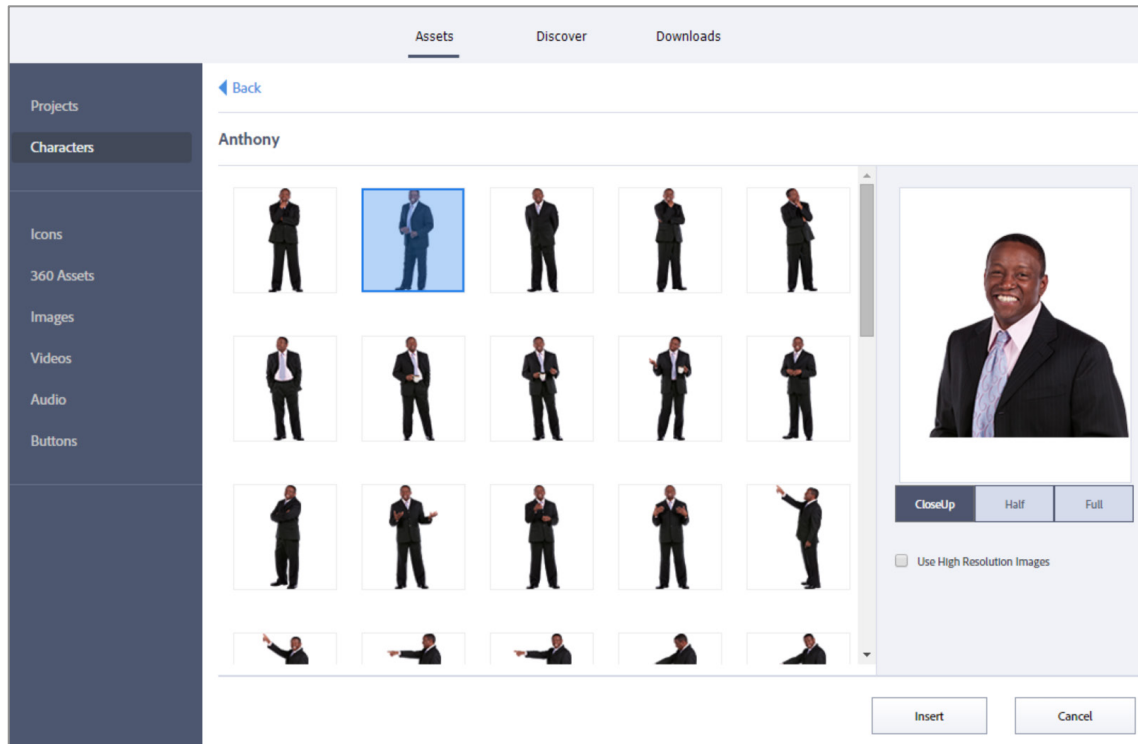 Assets Discover Downloads
Projects
Characters
Icons
360 Assets
Images
Videos
Audio
Buttons
Back
Anthony
CloseUp Half Full
Use High Resolution Images
Insert Cancel